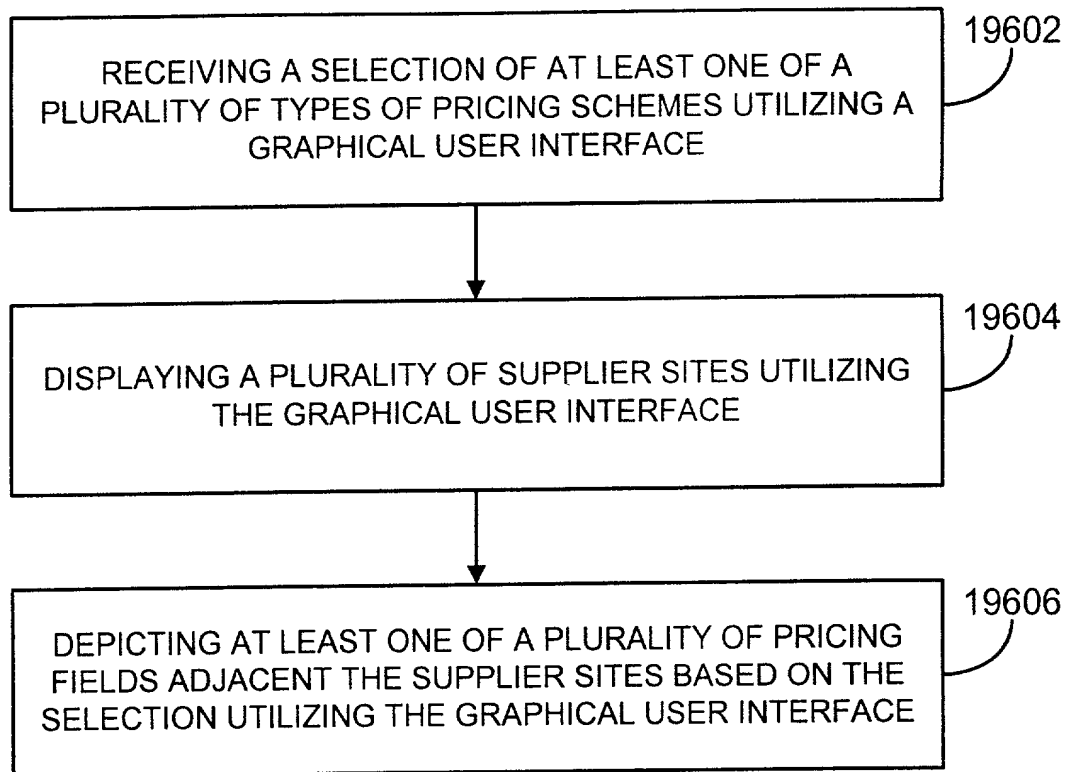 19602
RECEIVING A SELECTION OF AT LEAST ONE OF A
PLURALITY OF TYPES OF PRICING SCHEMES UTILIZING A
GRAPHICAL USER INTERFACE
19604
DISPLAYING A PLURALITY OF SUPPLIER SITES UTILIZING
THE GRAPHICAL USER INTERFACE
19606
DEPICTING AT LEAST ONE OF A PLURALITY OF PRICING
FIELDS ADJACENT THE SUPPLIER SITES BASED ON THE
SELECTION UTILIZING THE GRAPHICAL USER INTERFACE